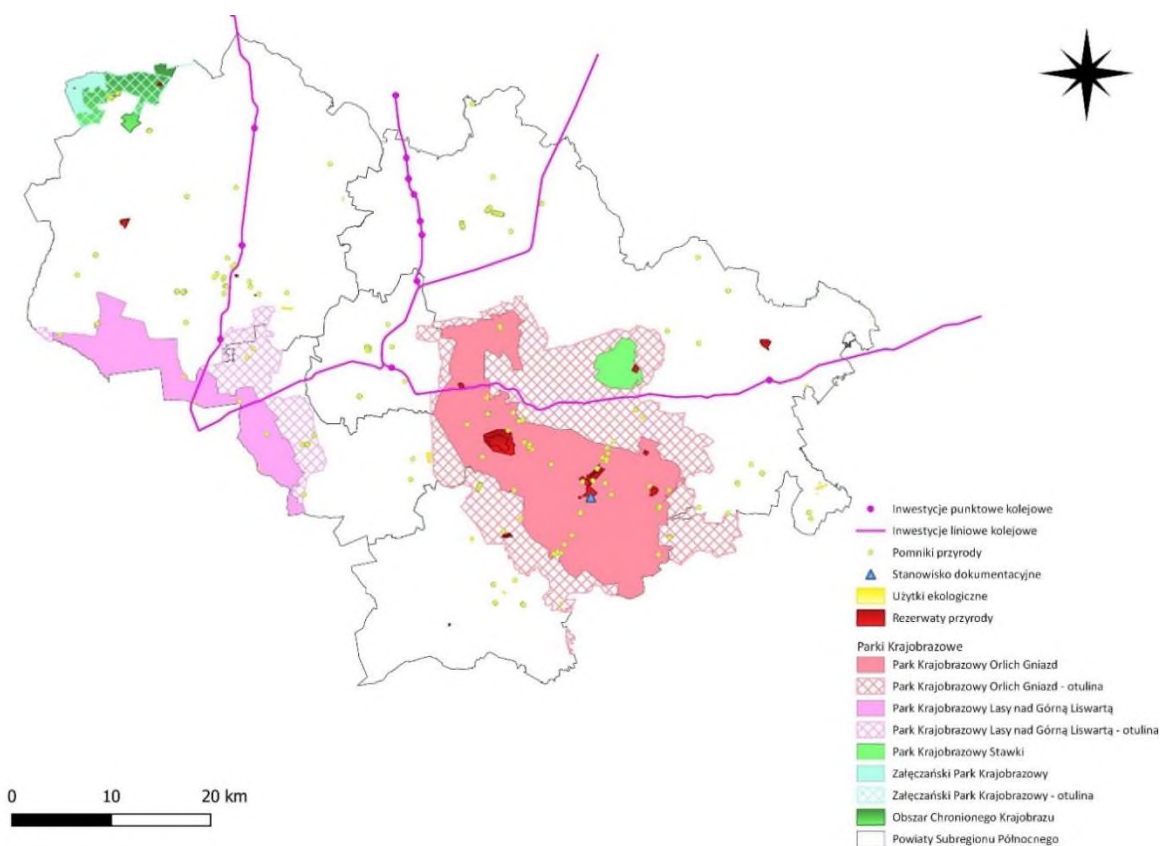 Inwestycje punktowe kolejowe
Inwestycje liniowe kolejowe
Pomniki przyrody
Stanowisko dokumentacyjne
Użytki ekologiczne
Rezerwaty przyrody
Parki Krajobrazowe
Park Krajobrazowy Orlich Gniazd
Park Krajobrazowy Orlich Gniazd - otulina
Park Krajobrazowy Lasy nad Górną Liswartą
Park Krajobrazowy Lasy nad Górną Liswartą - otulina
Park Krajobrazowy Stawki
Załęczański Park Krajobrazowy
Załęczański Park Krajobrazowy - otulina
Obszar Chronionego Krajobrazu
Powiaty Subregionu Północnego
0 10 20 km